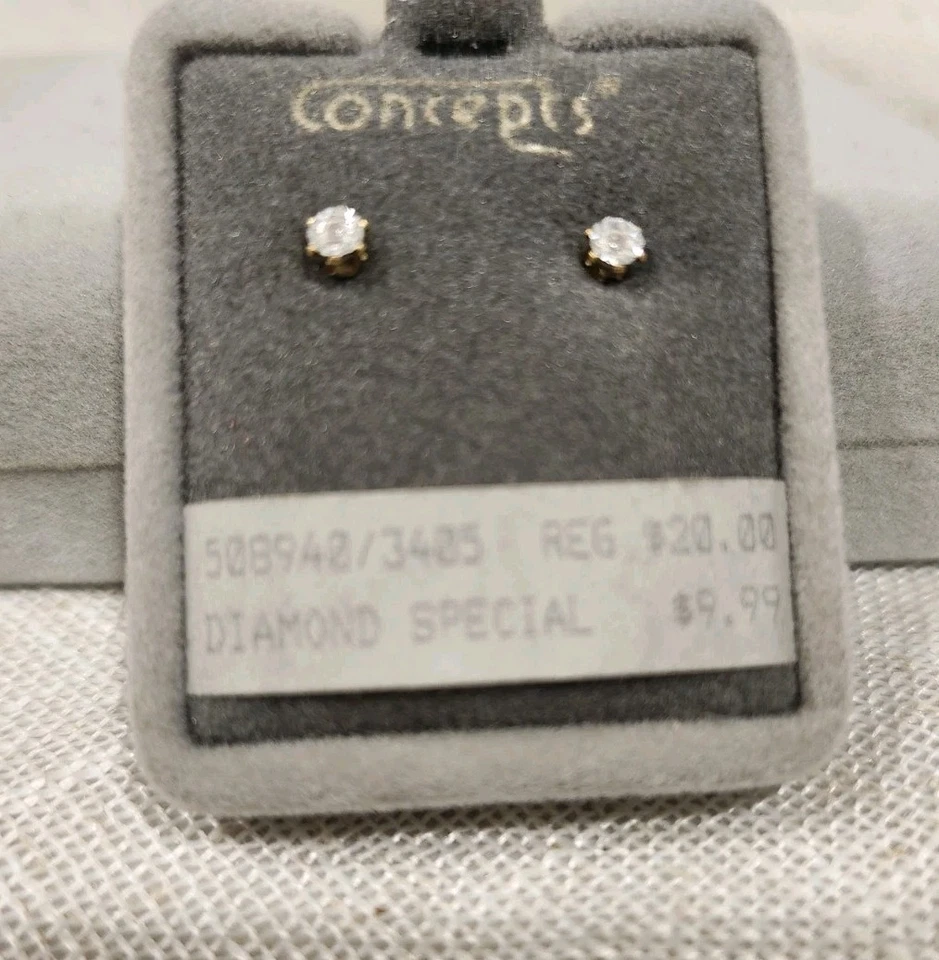 Concepts®
508940/3405 REG $20.00
DIAMOND SPECIAL $9.99